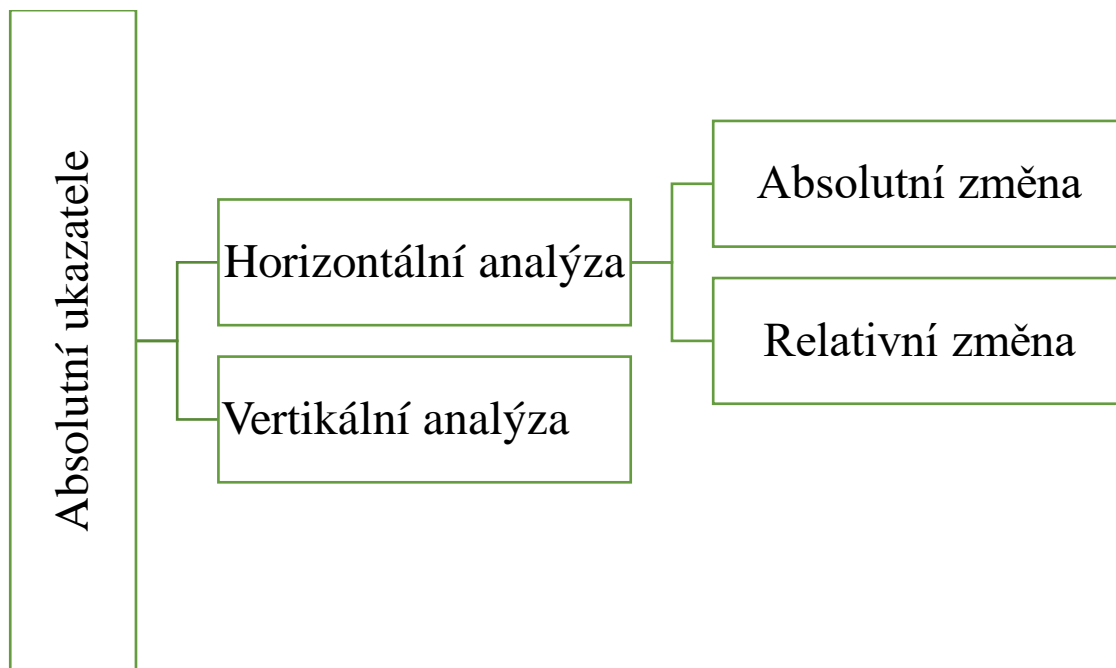 Absolutní ukazatele
Horizontální analýza
Absolutní změna
Relativní změna
Vertikální analýza